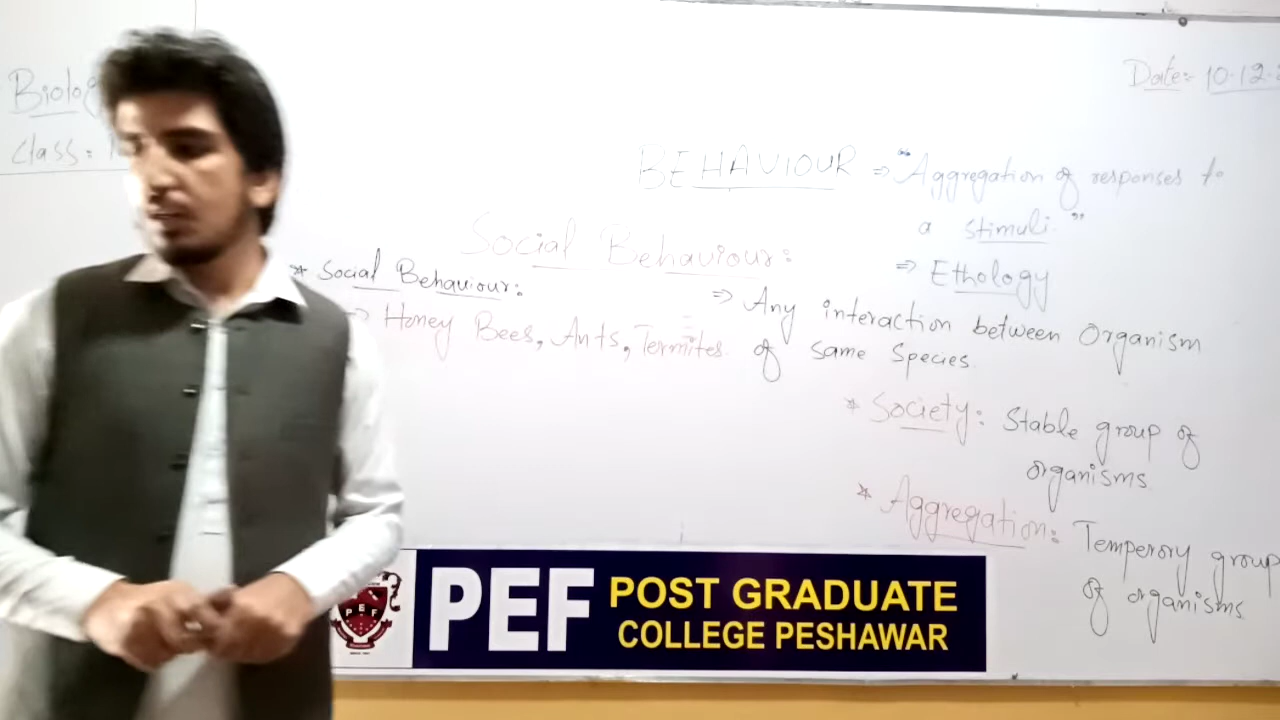 Biolog
Class:
Date:- 10-12-2
BEHAVIOUR => "Aggregation of responses to
a stimuli."
=> Ethology
Social Behaviour:
=> Any interaction between Organism
of same species.
* Social Behaviour:
=> Honey Bees, Ants, Termites.
* Society: Stable group of
organisms.
* Aggregation: Temperory group
of organisms.
PEF
PEF
POST GRADUATE
COLLEGE PESHAWAR